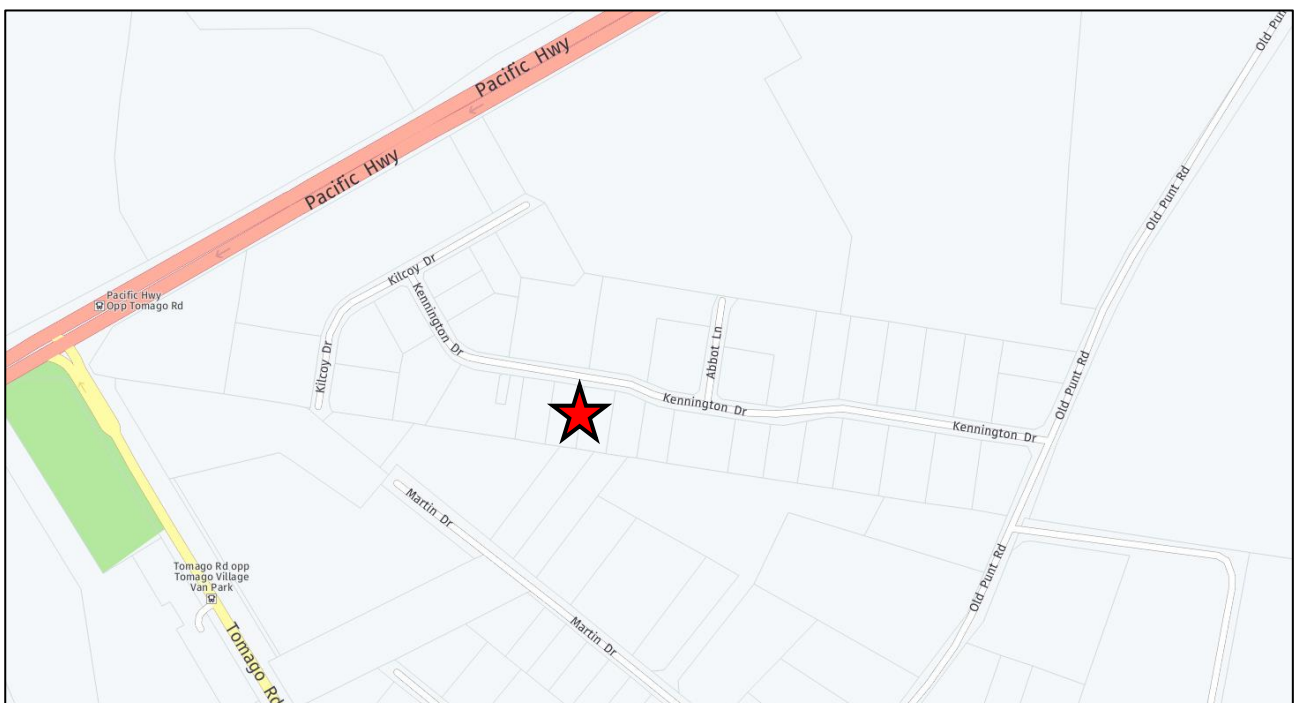 Old Pun
Pacific Hwy
Pacific Hwy
Old Punt Rd
Kilcoy Dr
Pacific Hwy
Opp Tomago Rd
Kennington Dr
Abbot Ln
Kilcoy Dr
Old Punt Rd
Kennington Dr
Kennington Dr
Martin Dr
Tomago Rd opp
Tomago Village
Van Park
Old Punt Rd
Martin Dr
Tomago Rd